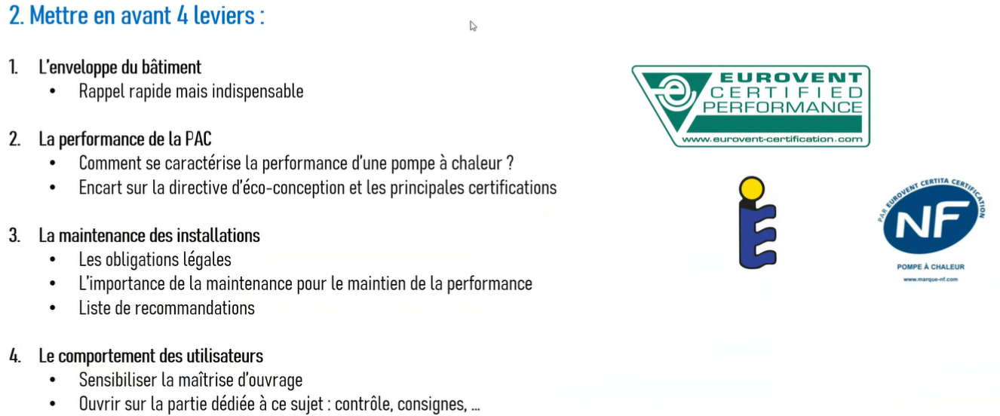 2. Mettre en avant 4 leviers :
1. L'enveloppe du bâtiment
• Rappel rapide mais indispensable
2. La performance de la PAC
• Comment se caractérise la performance d'une pompe à chaleur ?
• Encart sur la directive d'éco-conception et les principales certifications
3. La maintenance des installations
• Les obligations légales
• L'importance de la maintenance pour le maintien de la performance
• Liste de recommandations
4. Le comportement des utilisateurs
• Sensibiliser la maîtrise d'ouvrage
• Ouvrir sur la partie dédiée à ce sujet : contrôle, consignes, ...
e
EUROVENT
CERTIFIED
PERFORMANCE
www.eurovent-certification.com
iE
PAR EUROVENT CERTITA CERTIFICATION
NF
POMPE À CHALEUR
www.marque-nf.com